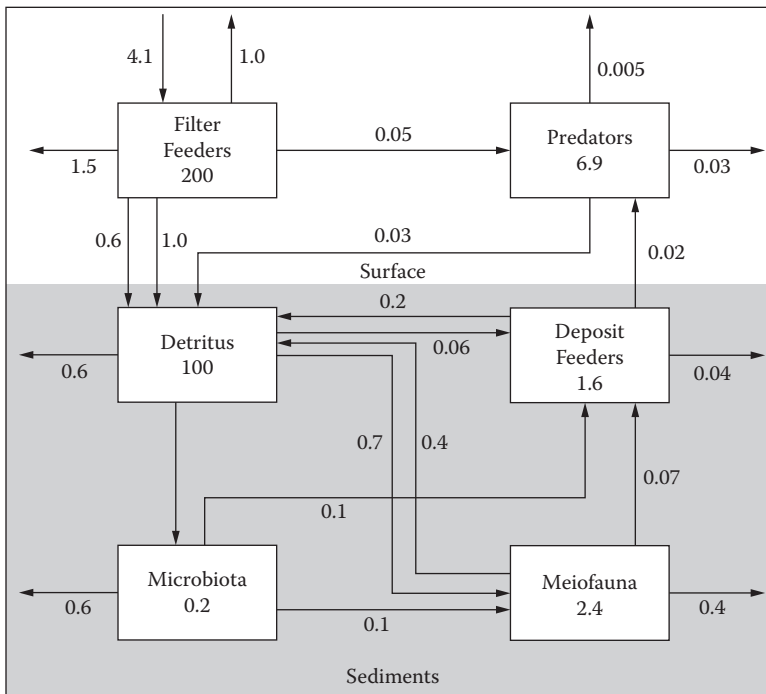 4.1
1.0
0.005
Filter
Feeders
200
0.05
Predators
6.9
1.5
0.03
0.6
1.0
0.03
0.02
Surface
0.2
Detritus
100
0.06
Deposit
Feeders
1.6
0.6
0.04
0.7
0.4
0.07
0.1
Microbiota
0.2
Meiofauna
2.4
0.6
0.1
0.4
Sediments